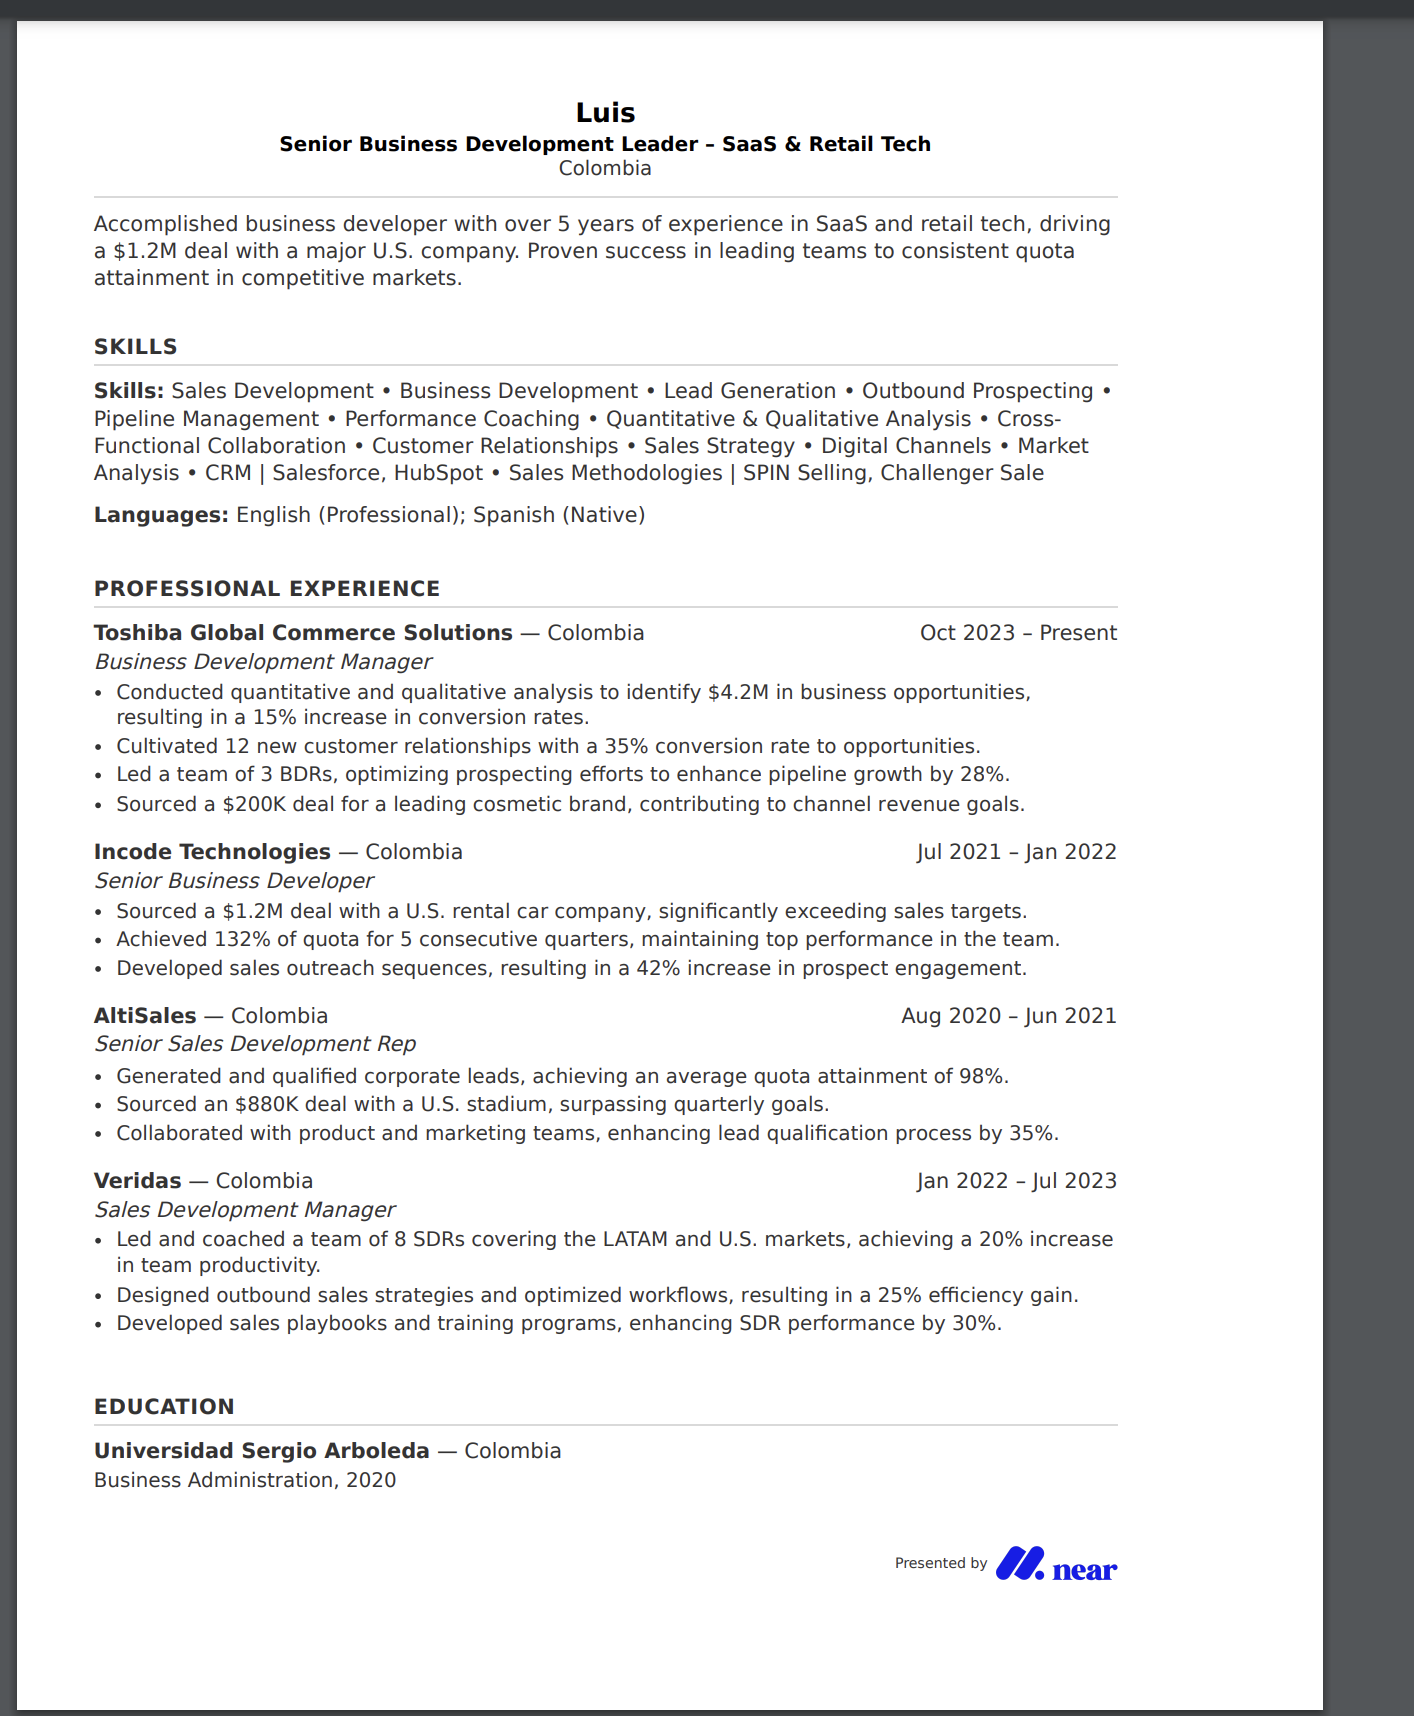 Luis
Senior Business Development Leader – SaaS & Retail Tech
Colombia
Accomplished business developer with over 5 years of experience in SaaS and retail tech, driving
a $1.2M deal with a major U.S. company. Proven success in leading teams to consistent quota
attainment in competitive markets.
SKILLS
Skills: Sales Development • Business Development • Lead Generation • Outbound Prospecting •
Pipeline Management • Performance Coaching • Quantitative & Qualitative Analysis • Cross-
Functional Collaboration • Customer Relationships • Sales Strategy • Digital Channels • Market
Analysis • CRM | Salesforce, HubSpot • Sales Methodologies | SPIN Selling, Challenger Sale
Languages: English (Professional); Spanish (Native)
PROFESSIONAL EXPERIENCE
Toshiba Global Commerce Solutions — Colombia Oct 2023 – Present
Business Development Manager
• Conducted quantitative and qualitative analysis to identify $4.2M in business opportunities,
resulting in a 15% increase in conversion rates.
• Cultivated 12 new customer relationships with a 35% conversion rate to opportunities.
• Led a team of 3 BDRs, optimizing prospecting efforts to enhance pipeline growth by 28%.
• Sourced a $200K deal for a leading cosmetic brand, contributing to channel revenue goals.
Incode Technologies — Colombia Jul 2021 – Jan 2022
Senior Business Developer
• Sourced a $1.2M deal with a U.S. rental car company, significantly exceeding sales targets.
• Achieved 132% of quota for 5 consecutive quarters, maintaining top performance in the team.
• Developed sales outreach sequences, resulting in a 42% increase in prospect engagement.
AltiSales — Colombia Aug 2020 – Jun 2021
Senior Sales Development Rep
• Generated and qualified corporate leads, achieving an average quota attainment of 98%.
• Sourced an $880K deal with a U.S. stadium, surpassing quarterly goals.
• Collaborated with product and marketing teams, enhancing lead qualification process by 35%.
Veridas — Colombia Jan 2022 – Jul 2023
Sales Development Manager
• Led and coached a team of 8 SDRs covering the LATAM and U.S. markets, achieving a 20% increase
in team productivity.
• Designed outbound sales strategies and optimized workflows, resulting in a 25% efficiency gain.
• Developed sales playbooks and training programs, enhancing SDR performance by 30%.
EDUCATION
Universidad Sergio Arboleda — Colombia
Business Administration, 2020
Presented by near